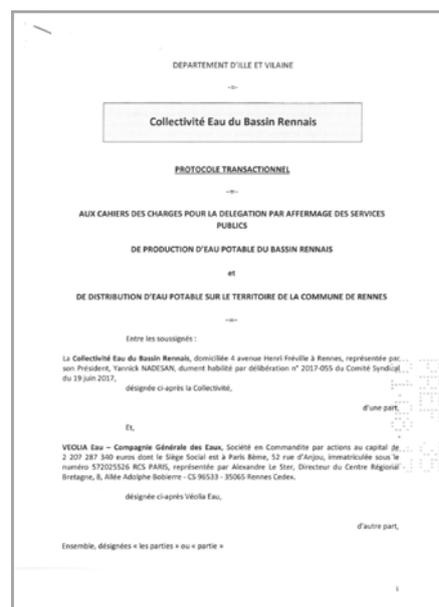 DEPARTEMENT D'ILLE ET VILAINE
-=-
Collectivité Eau du Bassin Rennais
PROTOCOLE TRANSACTIONNEL
-=-
AUX CAHIERS DES CHARGES POUR LA DELEGATION PAR AFFERMAGE DES SERVICES
PUBLICS
DE PRODUCTION D'EAU POTABLE DU BASSIN RENNAIS
et
DE DISTRIBUTION D'EAU POTABLE SUR LE TERRITOIRE DE LA COMMUNE DE RENNES
-=-
Entre les soussignés :
La Collectivité Eau du Bassin Rennais, domiciliée 4 avenue Henri Fréville à Rennes, représentée par
son Président, Yannick NADESAN, dument habilité par délibération n° 2017-055 du Comité Syndical
du 19 juin 2017,
désignée ci-après la Collectivité,
d'une part,
Et,
VEOLIA Eau – Compagnie Générale des Eaux, Société en Commandite par actions au capital de
2 207 287 340 euros dont le Siège Social est à Paris 8ème, 52 rue d'Anjou, immatriculée sous le
numéro 572025526 RCS PARIS, représentée par Alexandre Le Ster, Directeur du Centre Régional
Bretagne, 8, Allée Adolphe Bobierre - CS 96533 - 35065 Rennes Cedex.
désignée ci-après Véolia Eau,
d'autre part,
Ensemble, désignées « les parties » ou « partie »
1